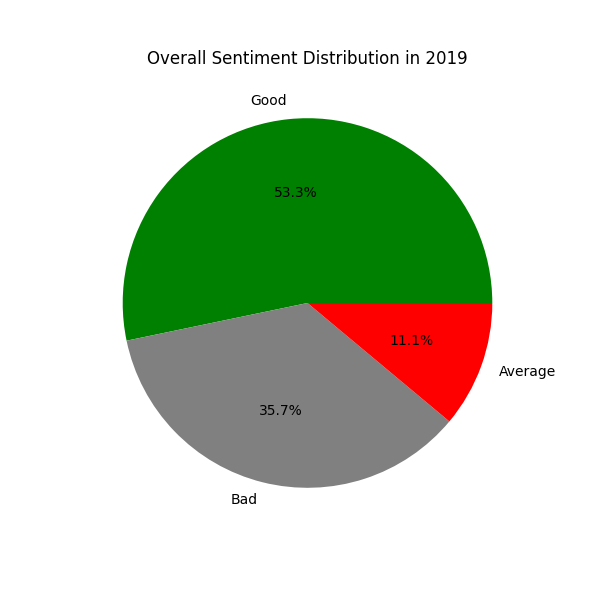 Overall Sentiment Distribution in 2019
Good
53.3%
11.1%
Average
35.7%
Bad